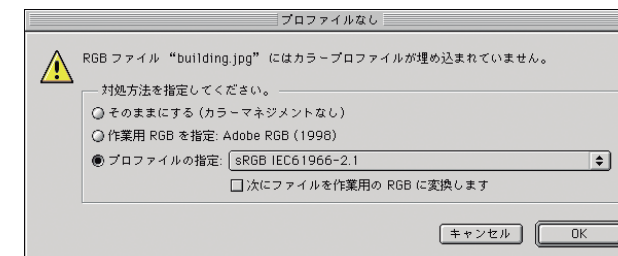 プロファイルなし
RGB ファイル “building.jpg” にはカラープロファイルが埋め込まれていません。
対処方法を指定してください。
そのままにする (カラーマネジメントなし)
作業用 RGB を指定: Adobe RGB (1998)
プロファイルの指定: sRGB IEC61966-2.1
次にファイルを作業用の RGB に変換します
キャンセル OK